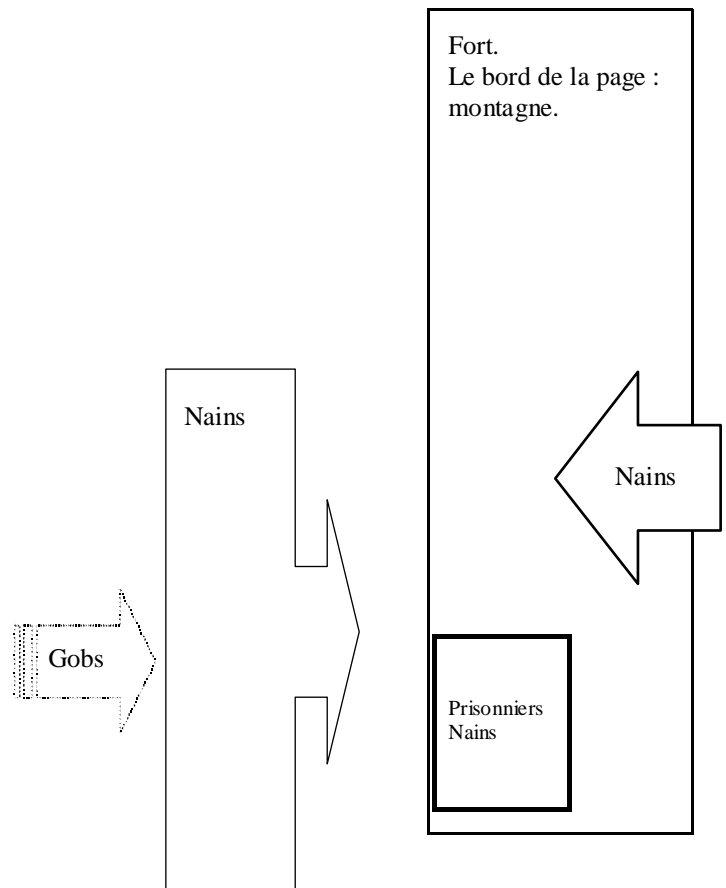 Fort.
Le bord de la page :
montagne.
Nains
Nains
Gobs
Prisonniers
Nains